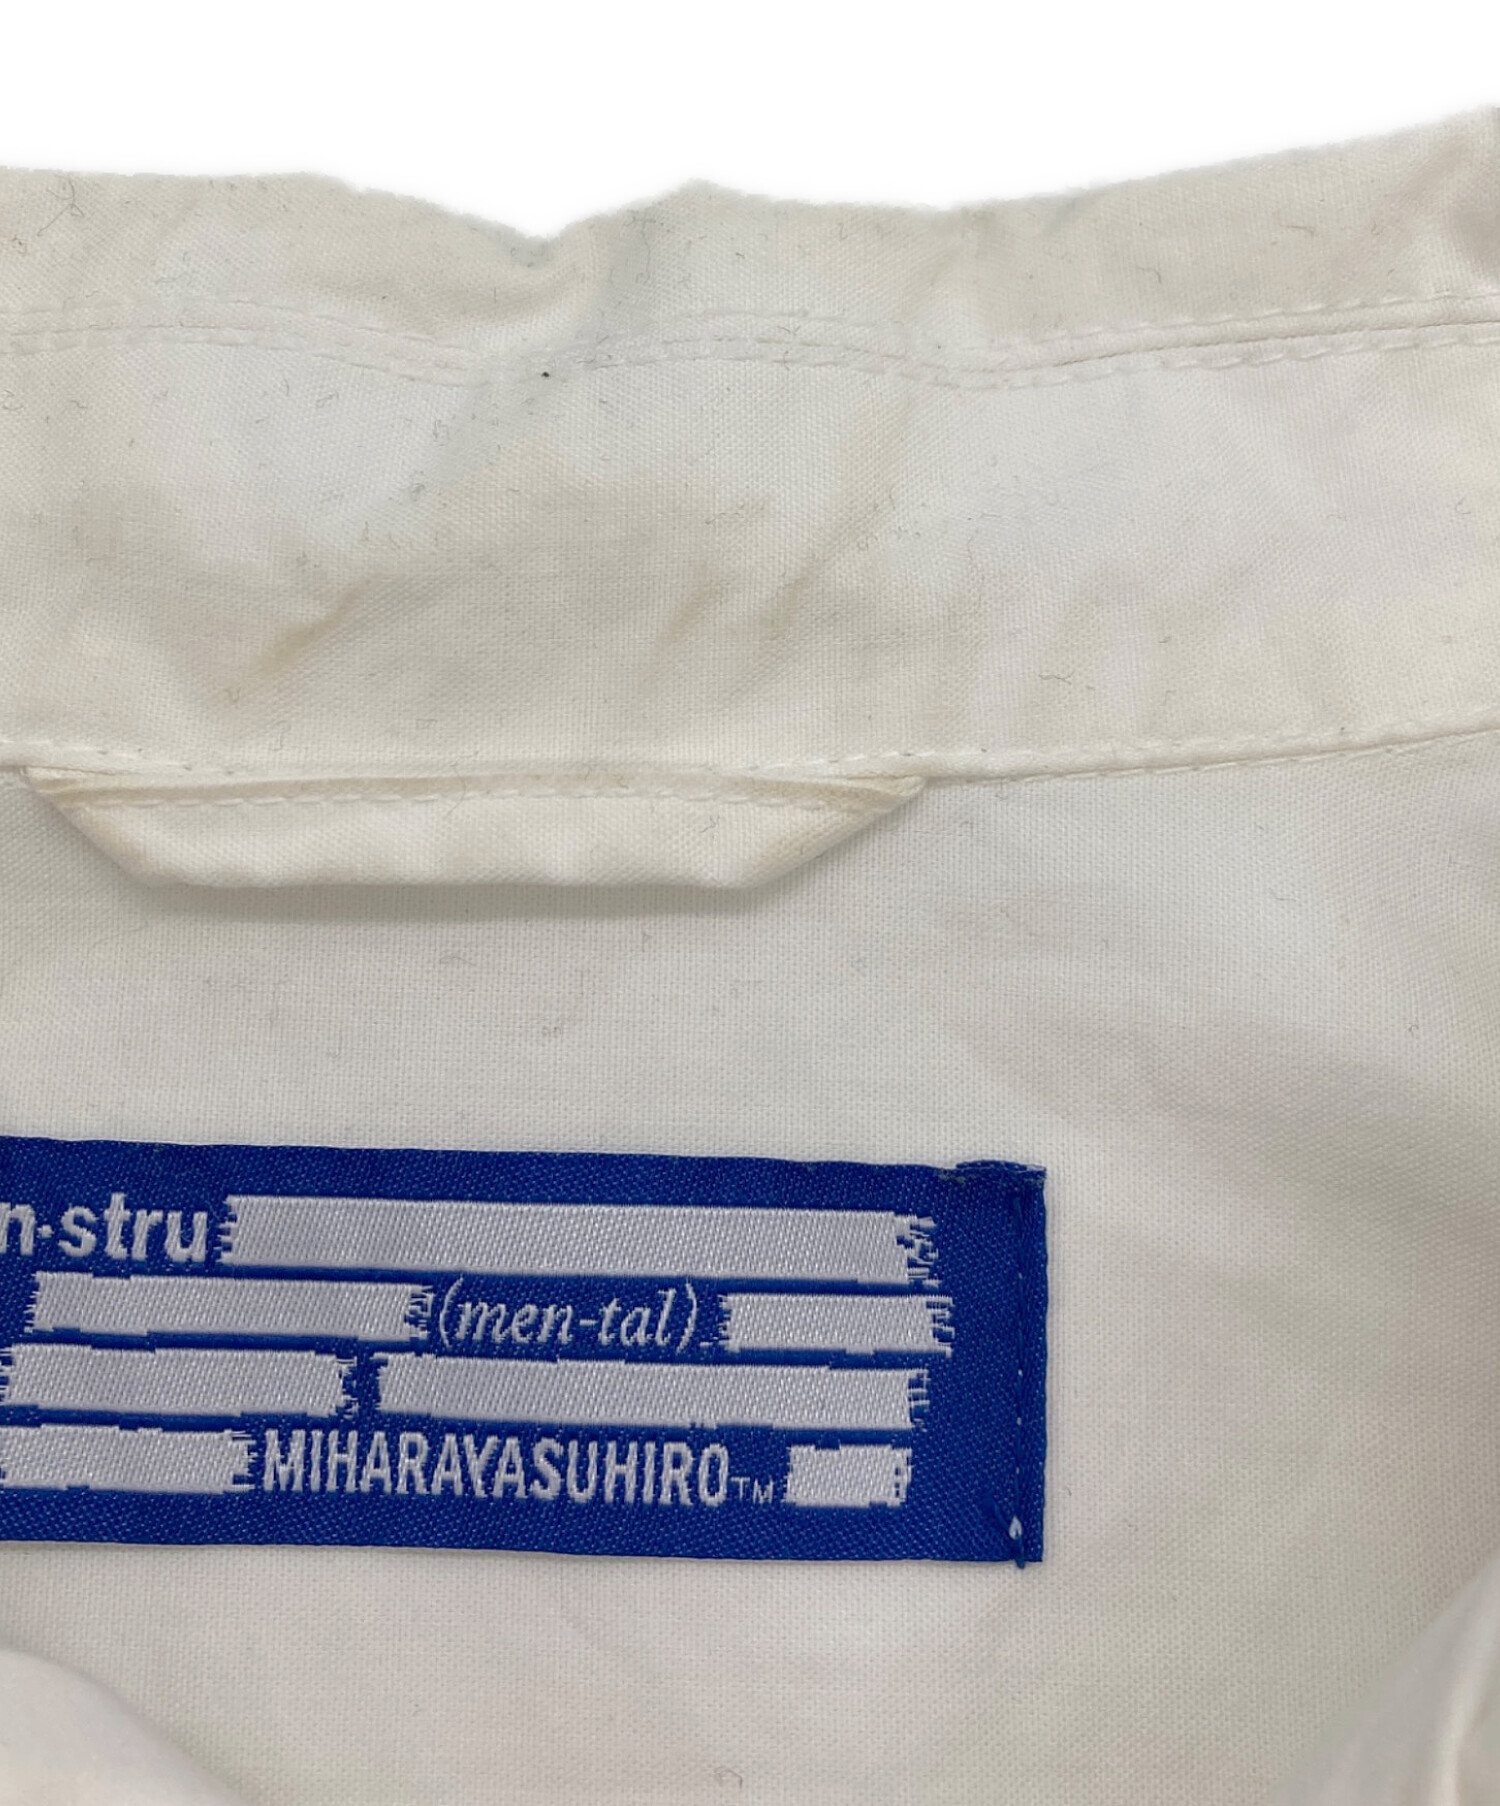 n·stru
(men-tal)
MIHARAYASUHIRO™